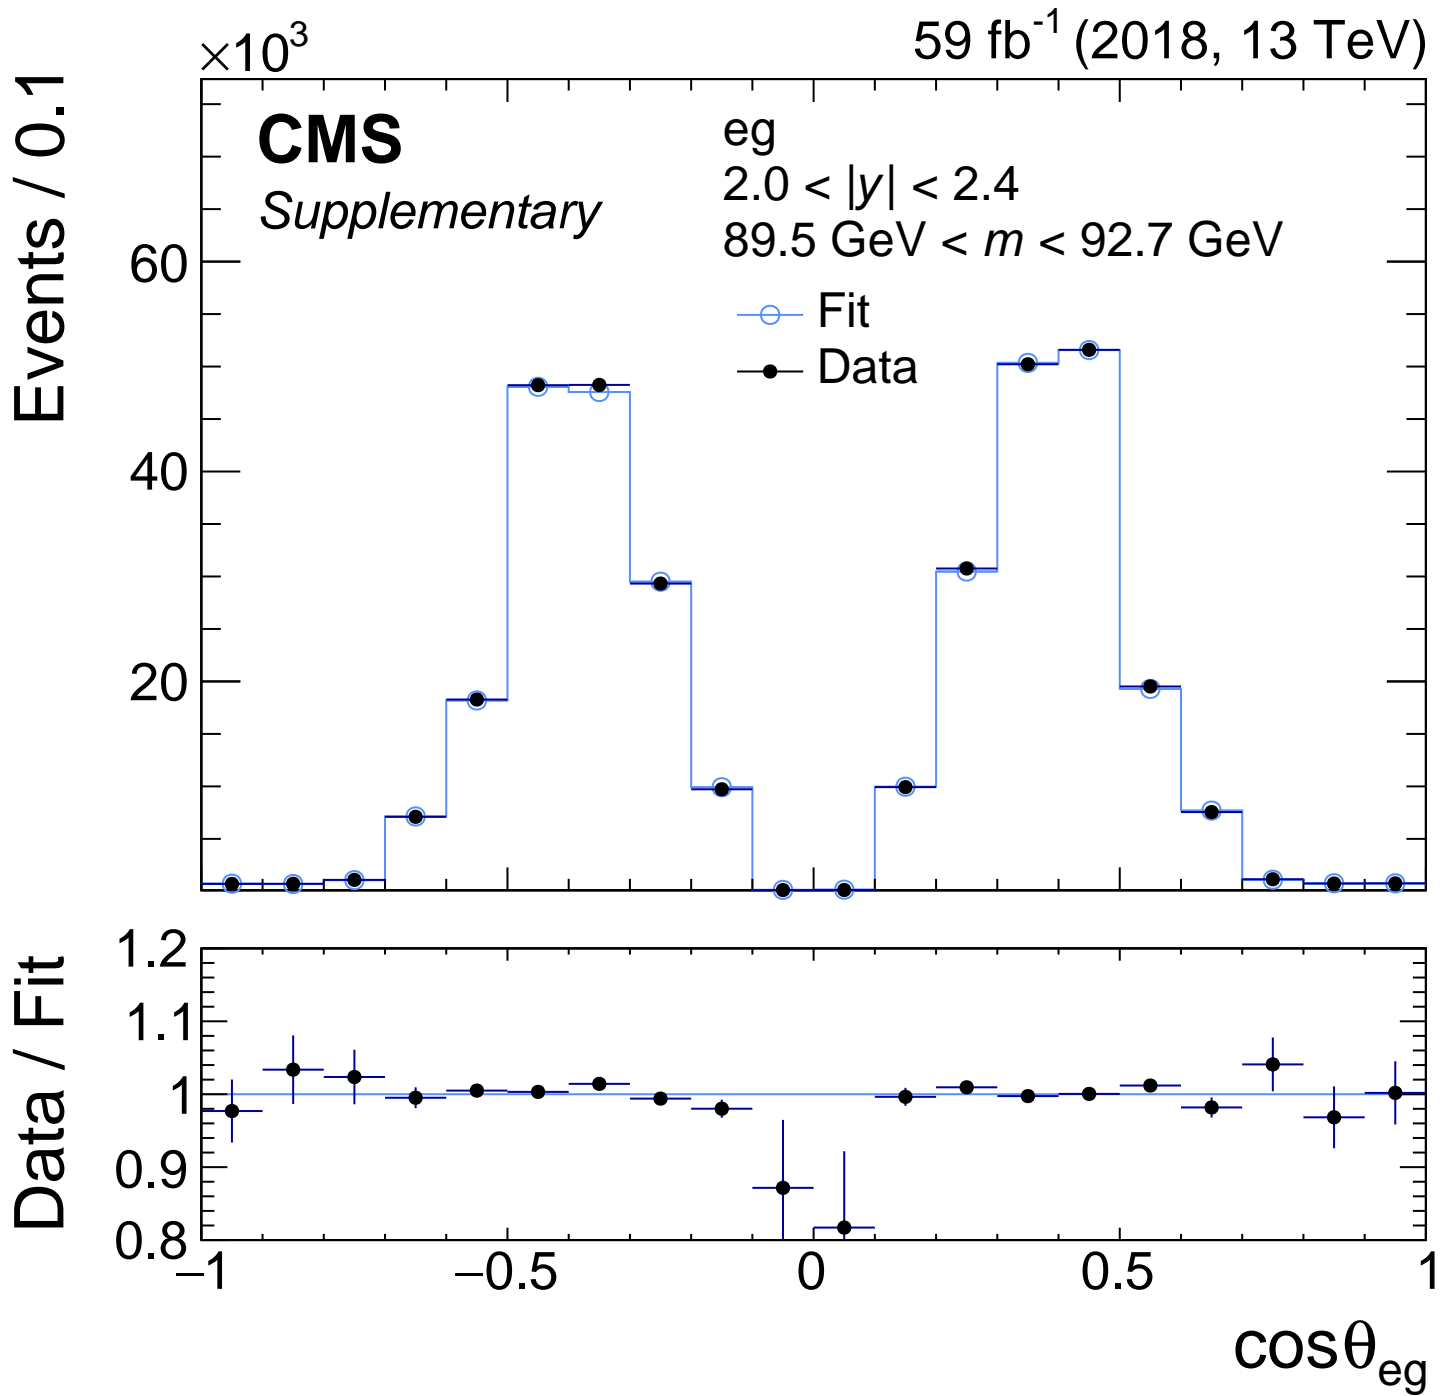 ×10³
59 fb⁻¹ (2018, 13 TeV)
Events / 0.1
CMS
Supplementary
eg
2.0 < |y| < 2.4
89.5 GeV < m < 92.7 GeV
Fit
Data
60
40
20
Data / Fit
1.2
1.1
1
0.9
0.8
−1 −0.5 0 0.5 1
cosθeg